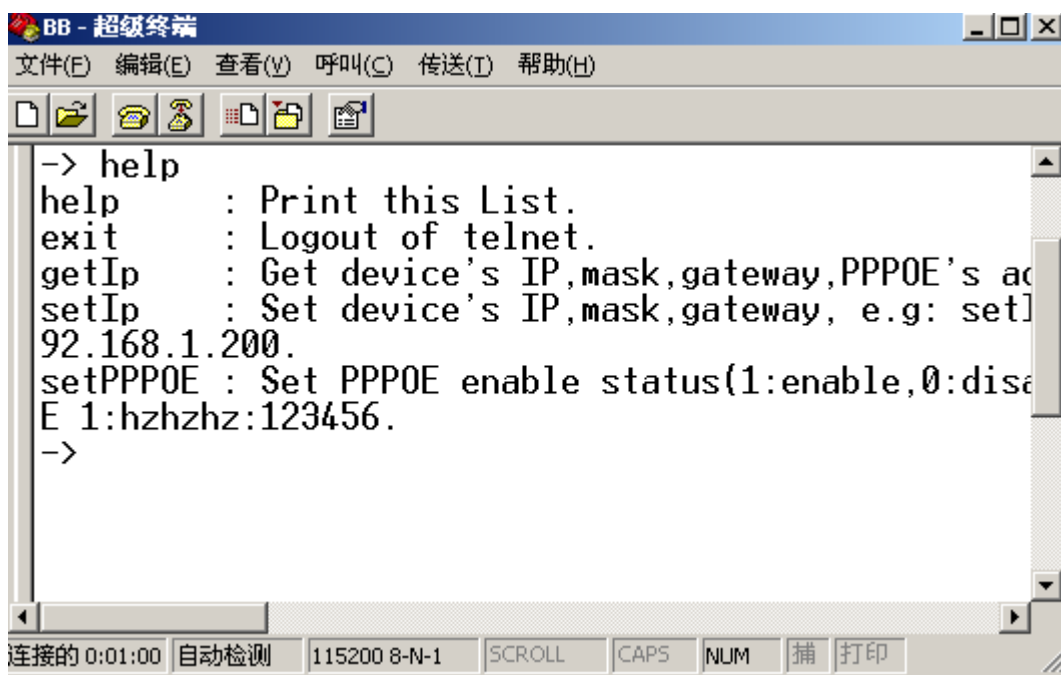 BB - 超级终端
文件(F) 编辑(E) 查看(V) 呼叫(C) 传送(T) 帮助(H)
-> help
help : Print this List.
exit : Logout of telnet.
getIp : Get device's IP,mask,gateway,PPPOE's
setIp : Set device's IP,mask,gateway, e.g:
92.168.1.200.
setPPPOE : Set PPPOE enable status(1:enable,0:
E 1:hzhzhz:123456.
->
连接的 0:01:00 自动检测 115200 8-N-1 SCROLL CAPS NUM 捕 打印